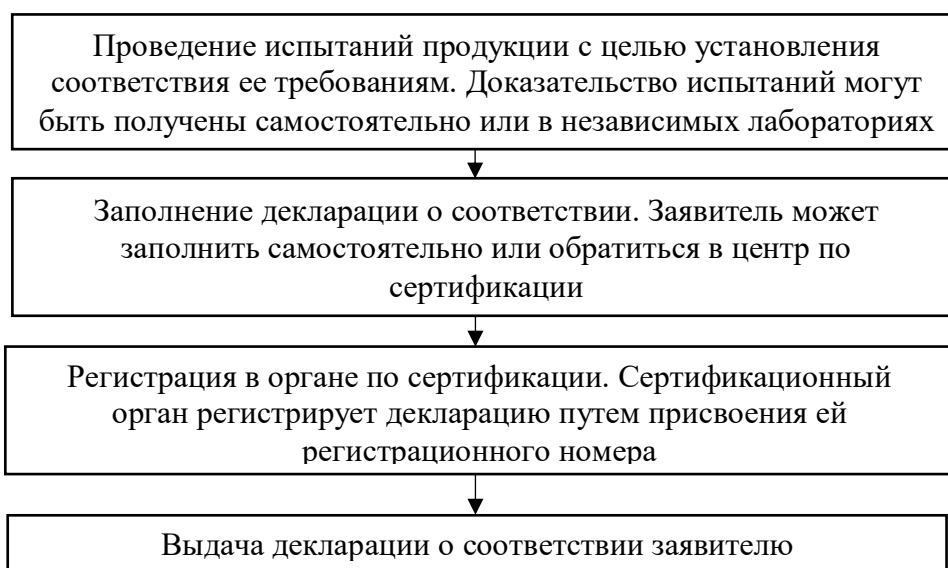 Проведение испытаний продукции с целью установления
соответствия ее требованиям. Доказательство испытаний могут
быть получены самостоятельно или в независимых лабораториях
Заполнение декларации о соответствии. Заявитель может
заполнить самостоятельно или обратиться в центр по
сертификации
Регистрация в органе по сертификации. Сертификационный
орган регистрирует декларацию путем присвоения ей
регистрационного номера
Выдача декларации о соответствии заявителю